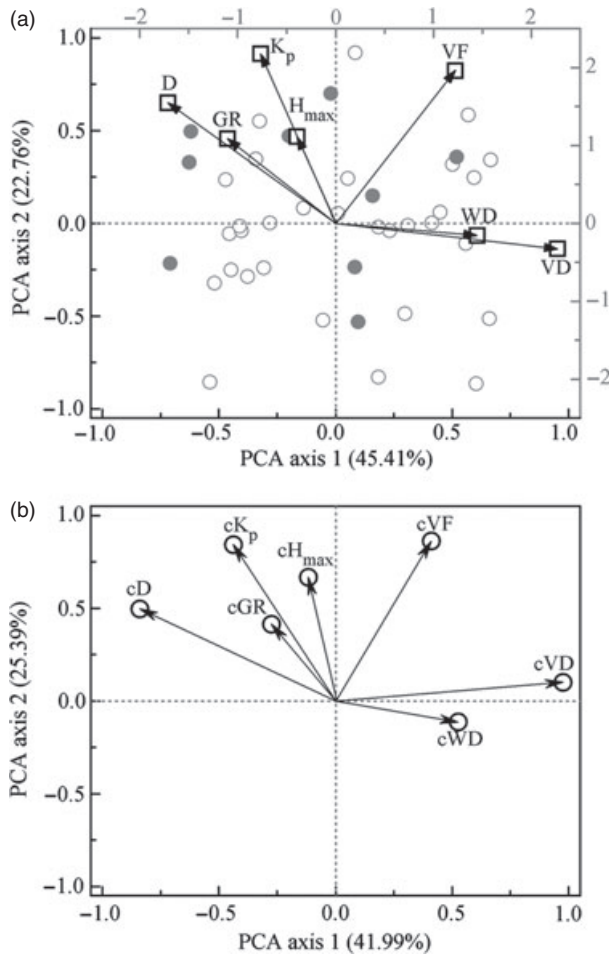 (a)
−2 −1 0 1 2
1.0
K_p
VF
2
D
H_max
0.5
GR
1
PCA axis 2 (22.76%)
0.0
WD
0
VD
−0.5
−1
−1.0
−2
−1.0 −0.5 0.0 0.5 1.0
PCA axis 1 (45.41%)
(b)
1.0
cK_p
cVF
cH_max
cD
0.5
cGR
PCA axis 2 (25.39%)
cVD
0.0
cWD
−0.5
−1.0
−1.0 −0.5 0.0 0.5 1.0
PCA axis 1 (41.99%)